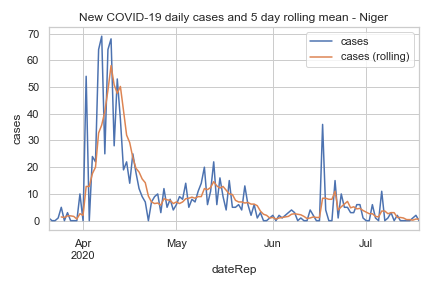 New COVID-19 daily cases and 5 day rolling mean - Niger
cases
cases (rolling)
70
60
50
40
30
20
10
0
cases
Apr
2020
May
Jun
Jul
dateRep